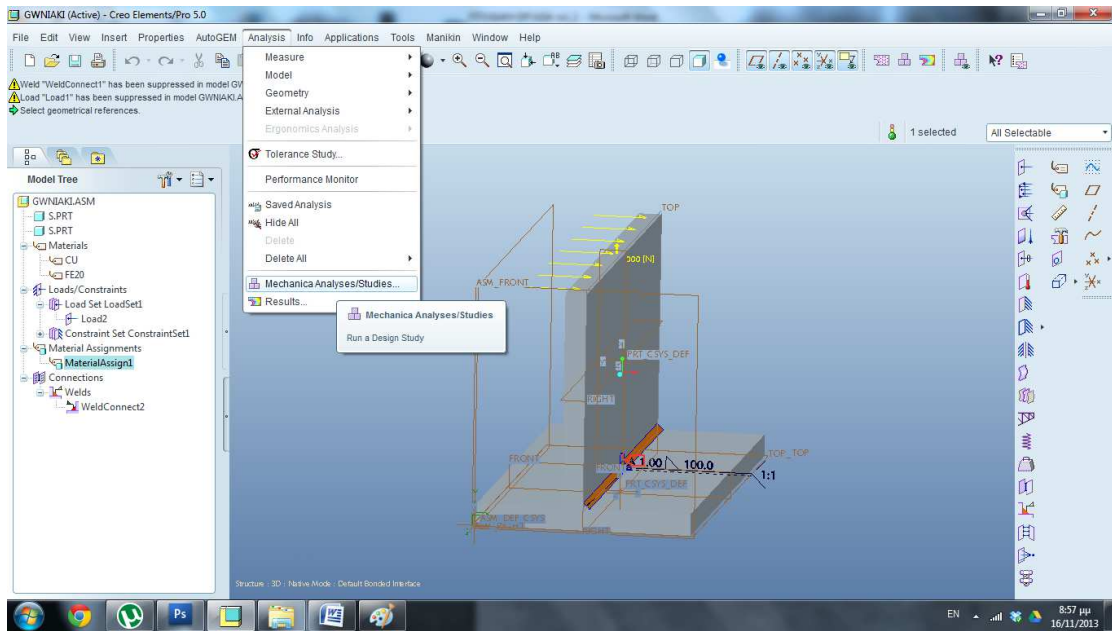 GWNIAKI (Active) - Creo Elements/Pro 5.0
File Edit View Insert Properties AutoGEM Analysis Info Applications Tools Manikin Window Help
Weld "WeldConnect1" has been suppressed in model GW
Load "Load1" has been suppressed in model GWNIAKI.A
Select geometrical references.
1 selected
All Selectable
Measure
Model
Geometry
External Analysis
Ergonomics Analysis
Tolerance Study...
Performance Monitor
Saved Analysis
Hide All
Delete
Delete All
Mechanica Analyses/Studies...
Results...
Mechanica Analyses/Studies
Run a Design Study
Model Tree
GWNIAKI.ASM
S.PRT
S.PRT
Materials
CU
FE20
Loads/Constraints
Load Set LoadSet1
Load2
Constraint Set ConstraintSet1
Material Assignments
MaterialAssign1
Connections
Welds
WeldConnect2
TOP
300 [N]
ASM_FRONT
PRT_CSYS_DEF
RIGHT
FRONT
1.00
100.0
TOP_TOP
1:1
PRT_CSYS_DEF
ASM_DEF_CSYS
RIGHT
Structure : 3D : Native Mode : Default Bonded Interface
Ps
EN
8:57 μμ
16/11/2013